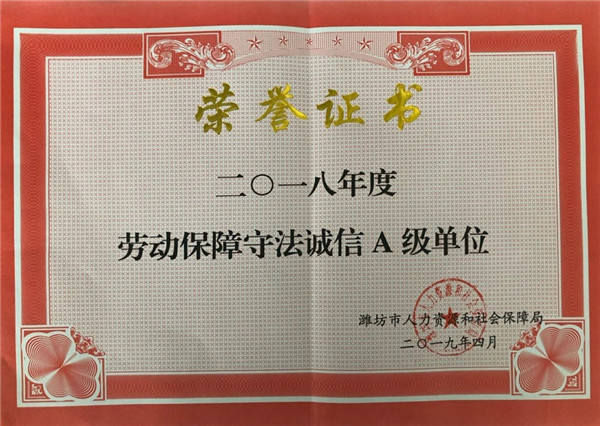 荣誉证书
二〇一八年度
劳动保障守法诚信A级单位
潍坊市人力资源和社会保障局
二〇一九年四月